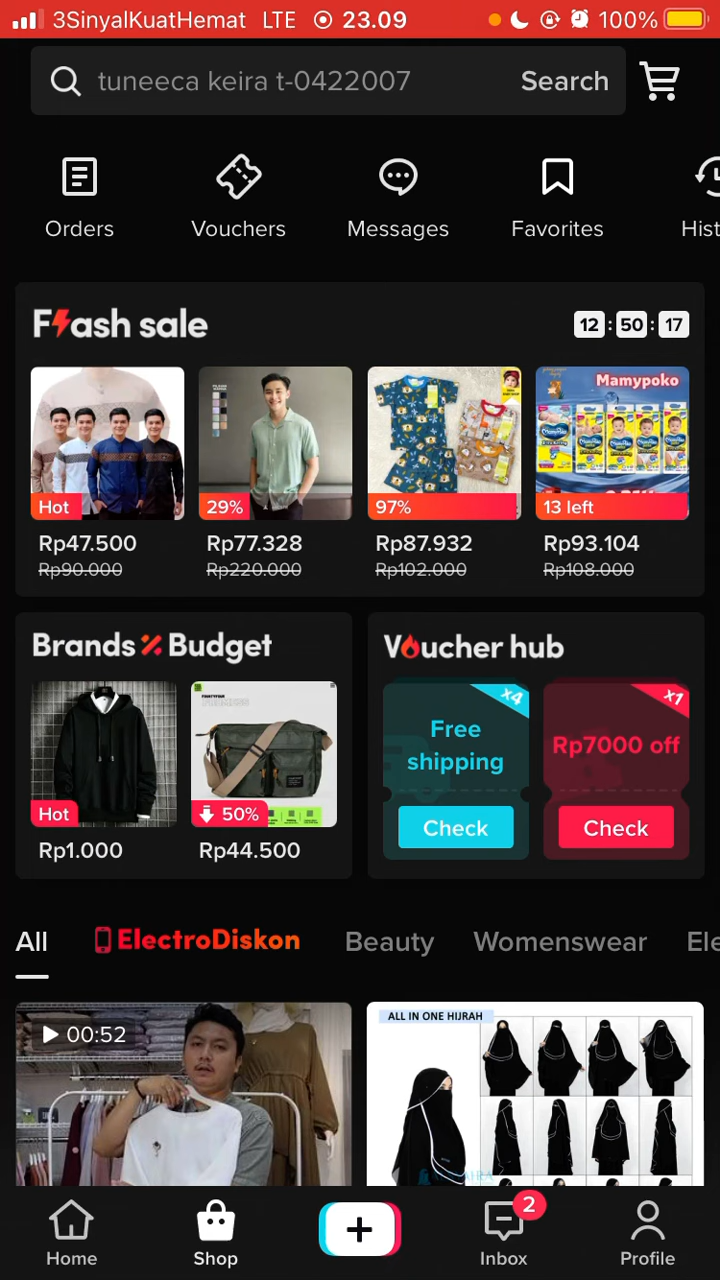 3SinyalKuatHemat LTE 23.09 100%
tuneeca keira t-0422007 Search
Orders Vouchers Messages Favorites Hist
Flash sale 12 : 50 : 17
Mamypoko
Hot 29% 97% 13 left
Rp47.500 Rp77.328 Rp87.932 Rp93.104
Rp90.000 Rp220.000 Rp102.000 Rp108.000
Brands % Budget
Voucher hub
x4 x1
Free shipping
Rp7000 off
Hot 50%
Check Check
Rp1.000 Rp44.500
All ElectroDiskon Beauty Womenswear Ele
00:52
ALL IN ONE HIJRAH
2
Home Shop Inbox Profile